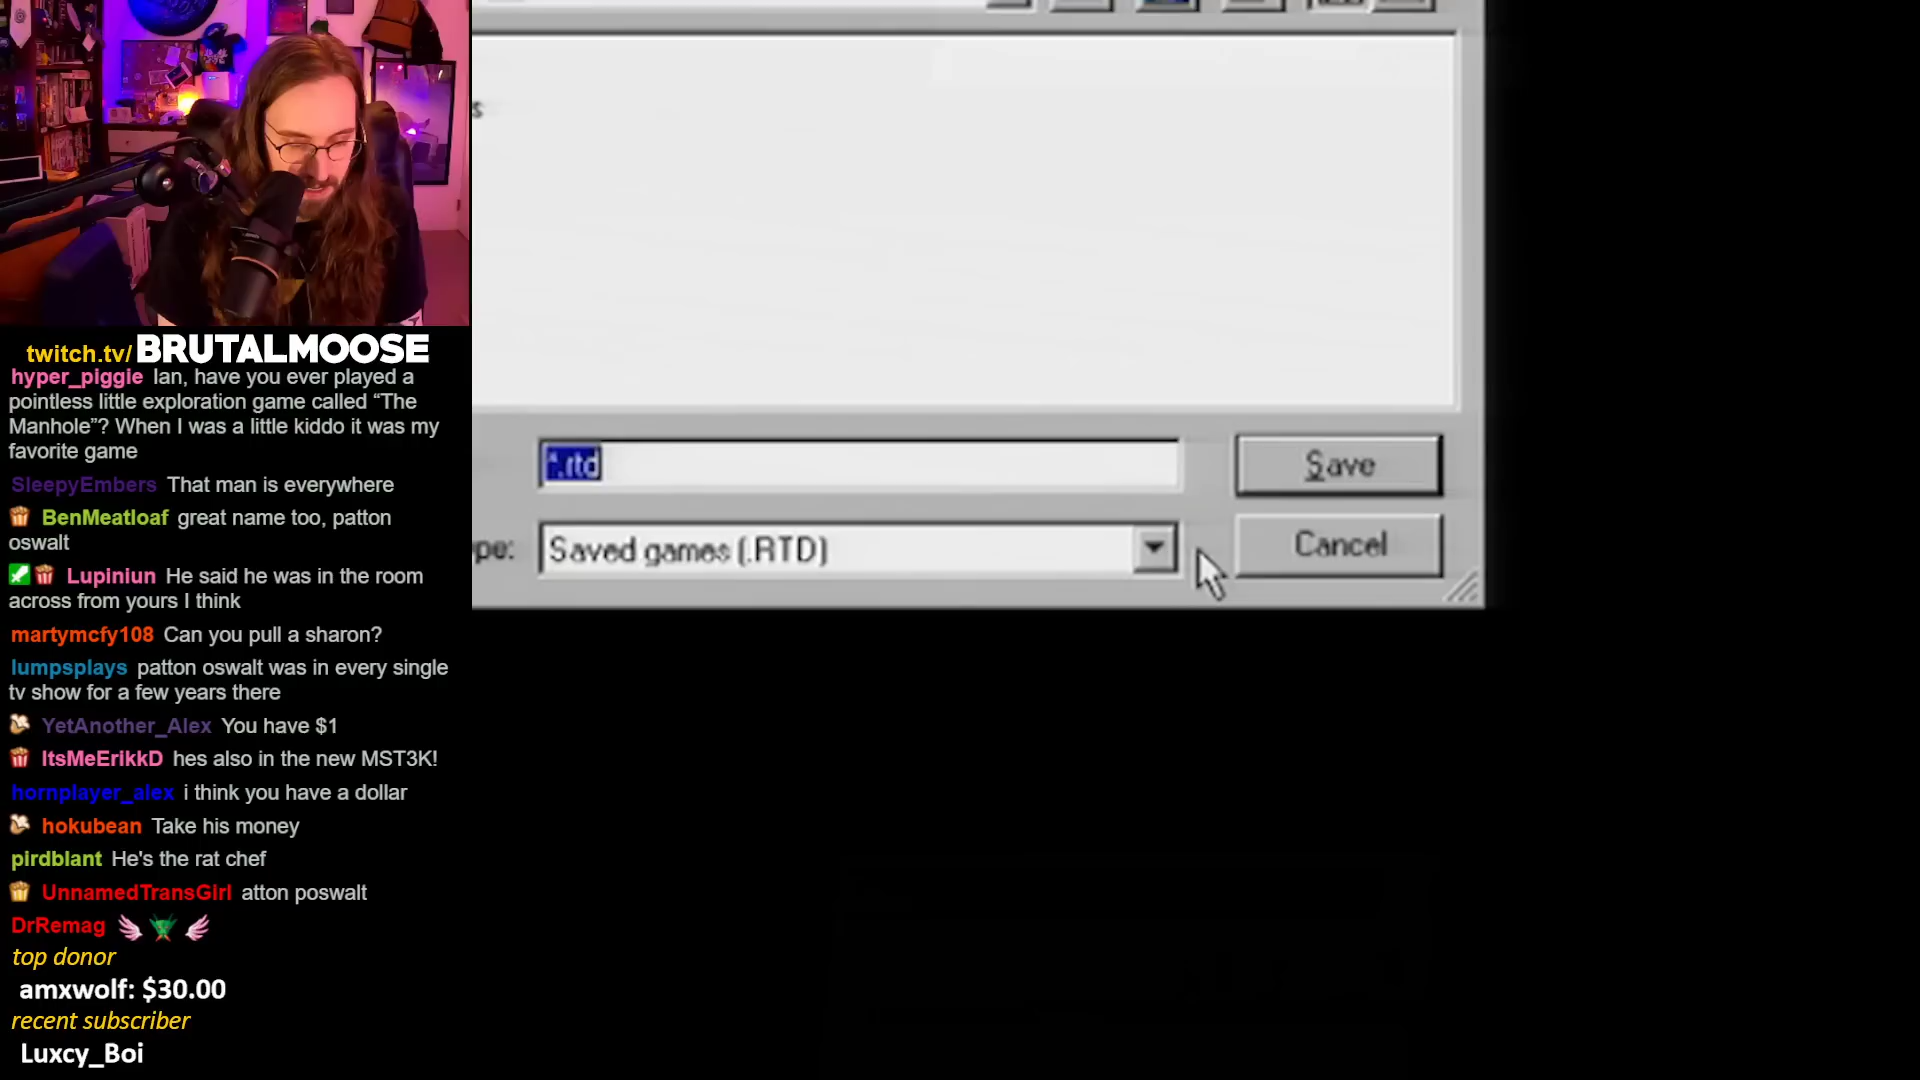 twitch.tv/BRUTALMOOSE
hyper_piggie Ian, have you ever played a
pointless little exploration game called “The
Manhole”? When I was a little kiddo it was my
favorite game
SleepyEmbers That man is everywhere
BenMeatloaf great name too, patton
oswalt
Lupiniun He said he was in the room
across from yours I think
martymcfy108 Can you pull a sharon?
lumpsplays patton oswalt was in every single
tv show for a few years there
YetAnother_Alex You have $1
ItsMeErikkD hes also in the new MST3K!
hornplayer_alex i think you have a dollar
hokubean Take his money
pirdblant He's the rat chef
UnnamedTransGirl atton poswalt
DrRemag
top donor
amxwolf: $30.00
recent subscriber
Luxcy_Boi
s
*.rtd
Save
pe: Saved games (.RTD)
Cancel